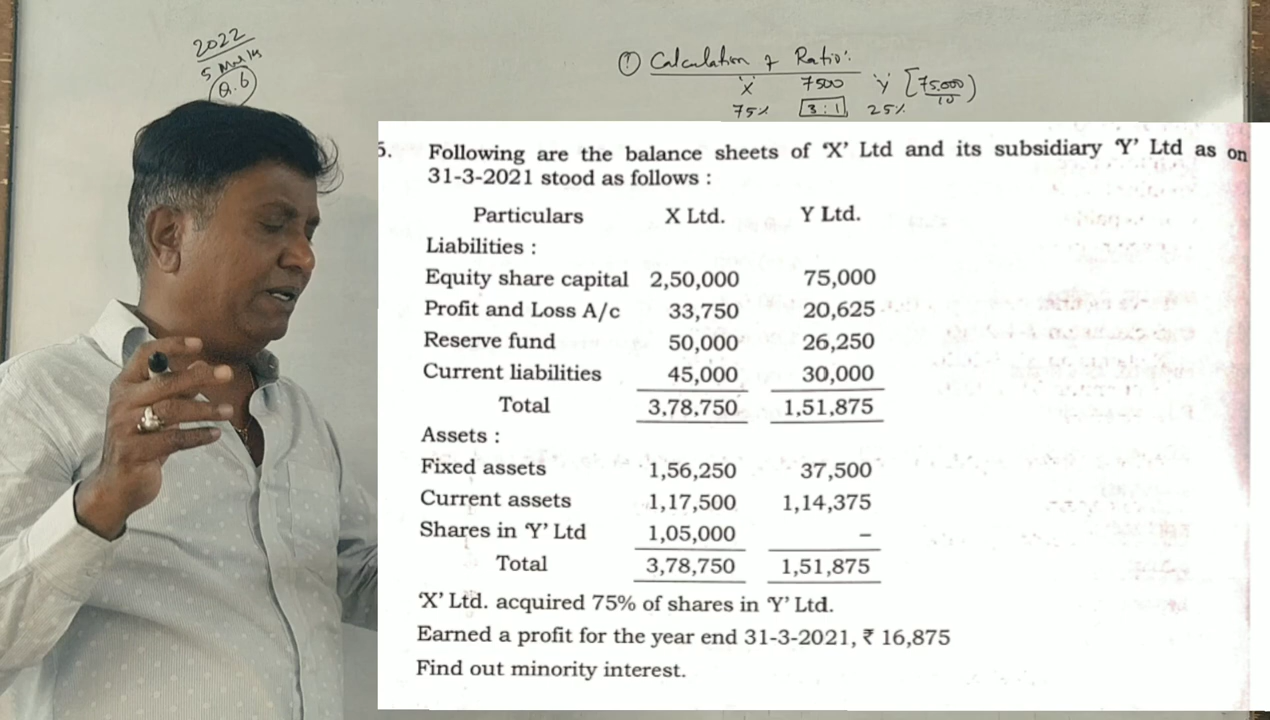 2022
5 Marks
Q.6
① Calculation of Ratio:
'X' 7500 'Y' [75,000/10]
75% 3:1 25%
5. Following are the balance sheets of 'X' Ltd and its subsidiary 'Y' Ltd as on
31-3-2021 stood as follows :
Particulars X Ltd. Y Ltd.
Liabilities :
Equity share capital 2,50,000 75,000
Profit and Loss A/c 33,750 20,625
Reserve fund 50,000 26,250
Current liabilities 45,000 30,000
Total 3,78,750 1,51,875
Assets :
Fixed assets 1,56,250 37,500
Current assets 1,17,500 1,14,375
Shares in 'Y' Ltd 1,05,000 –
Total 3,78,750 1,51,875
'X' Ltd. acquired 75% of shares in 'Y' Ltd.
Earned a profit for the year end 31-3-2021, ₹ 16,875
Find out minority interest.